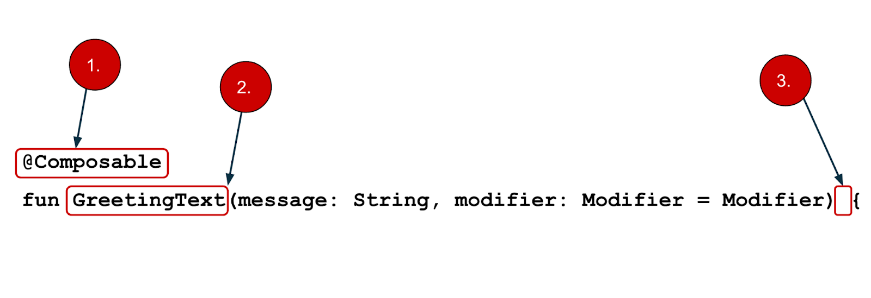 1.
2.
3.
@Composable
fun GreetingText(message: String, modifier: Modifier = Modifier) {